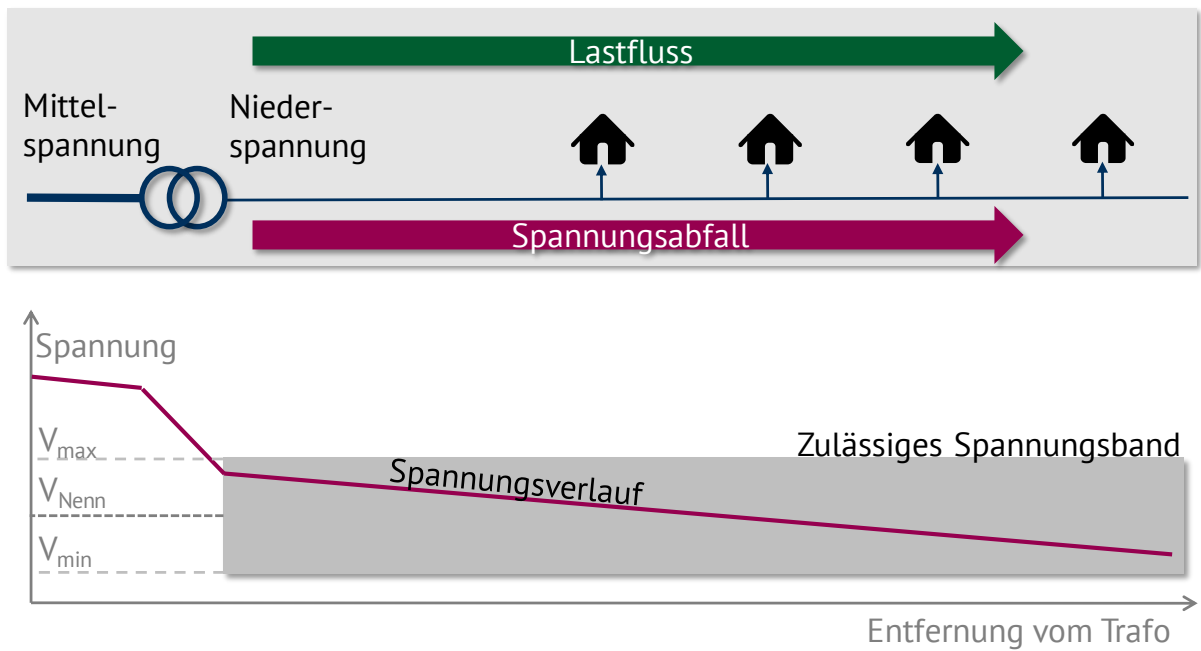 Lastfluss
Mittel-
spannung
Nieder-
spannung
Spannungsabfall
Spannung
Vmax
Zulässiges Spannungsband
Spannungsverlauf
VNenn
Vmin
Entfernung vom Trafo